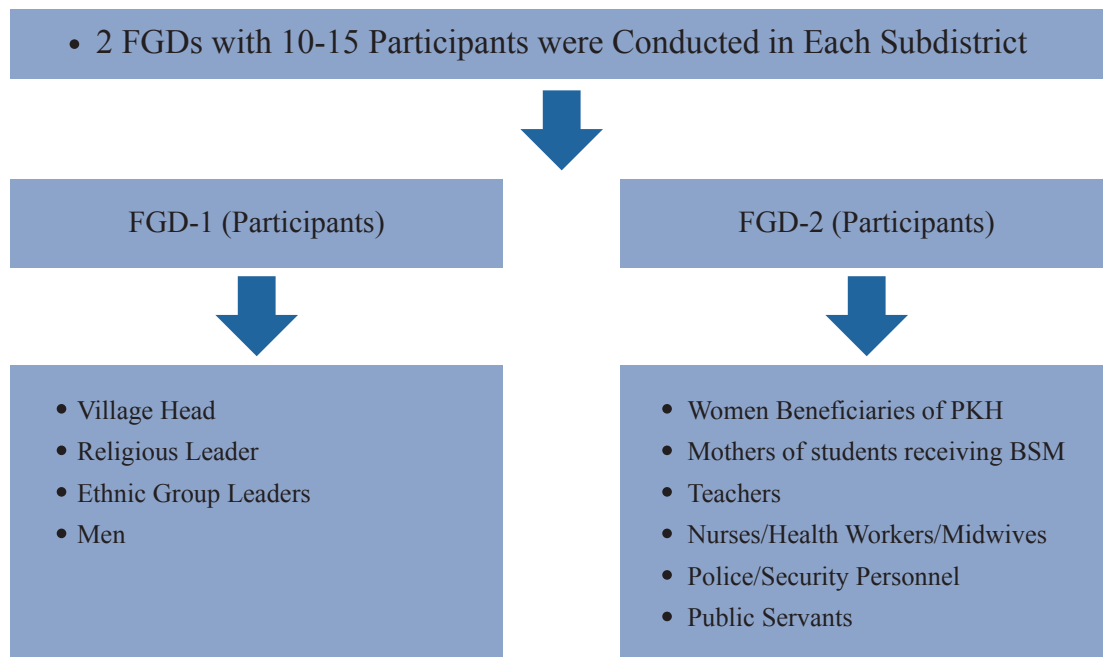 • 2 FGDs with 10-15 Participants were Conducted in Each Subdistrict
FGD-1 (Participants)
• Village Head
• Religious Leader
• Ethnic Group Leaders
• Men
FGD-2 (Participants)
• Women Beneficiaries of PKH
• Mothers of students receiving BSM
• Teachers
• Nurses/Health Workers/Midwives
• Police/Security Personnel
• Public Servants